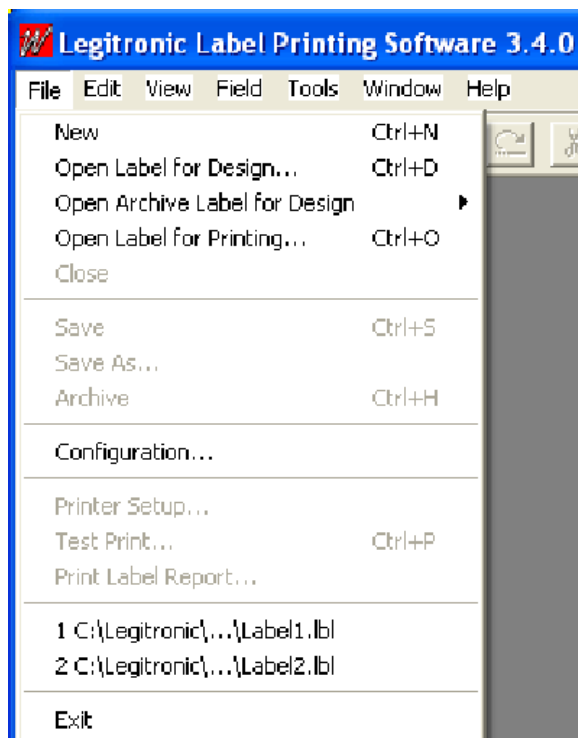 Legitronic Label Printing Software 3.4.0
File Edit View Field Tools Window Help
New Ctrl+N
Open Label for Design... Ctrl+D
Open Archive Label for Design
Open Label for Printing... Ctrl+O
Close
Save Ctrl+S
Save As...
Archive Ctrl+H
Configuration...
Printer Setup...
Test Print... Ctrl+P
Print Label Report...
1 C:\Legitronic\...\Label1.lbl
2 C:\Legitronic\...\Label2.lbl
Exit